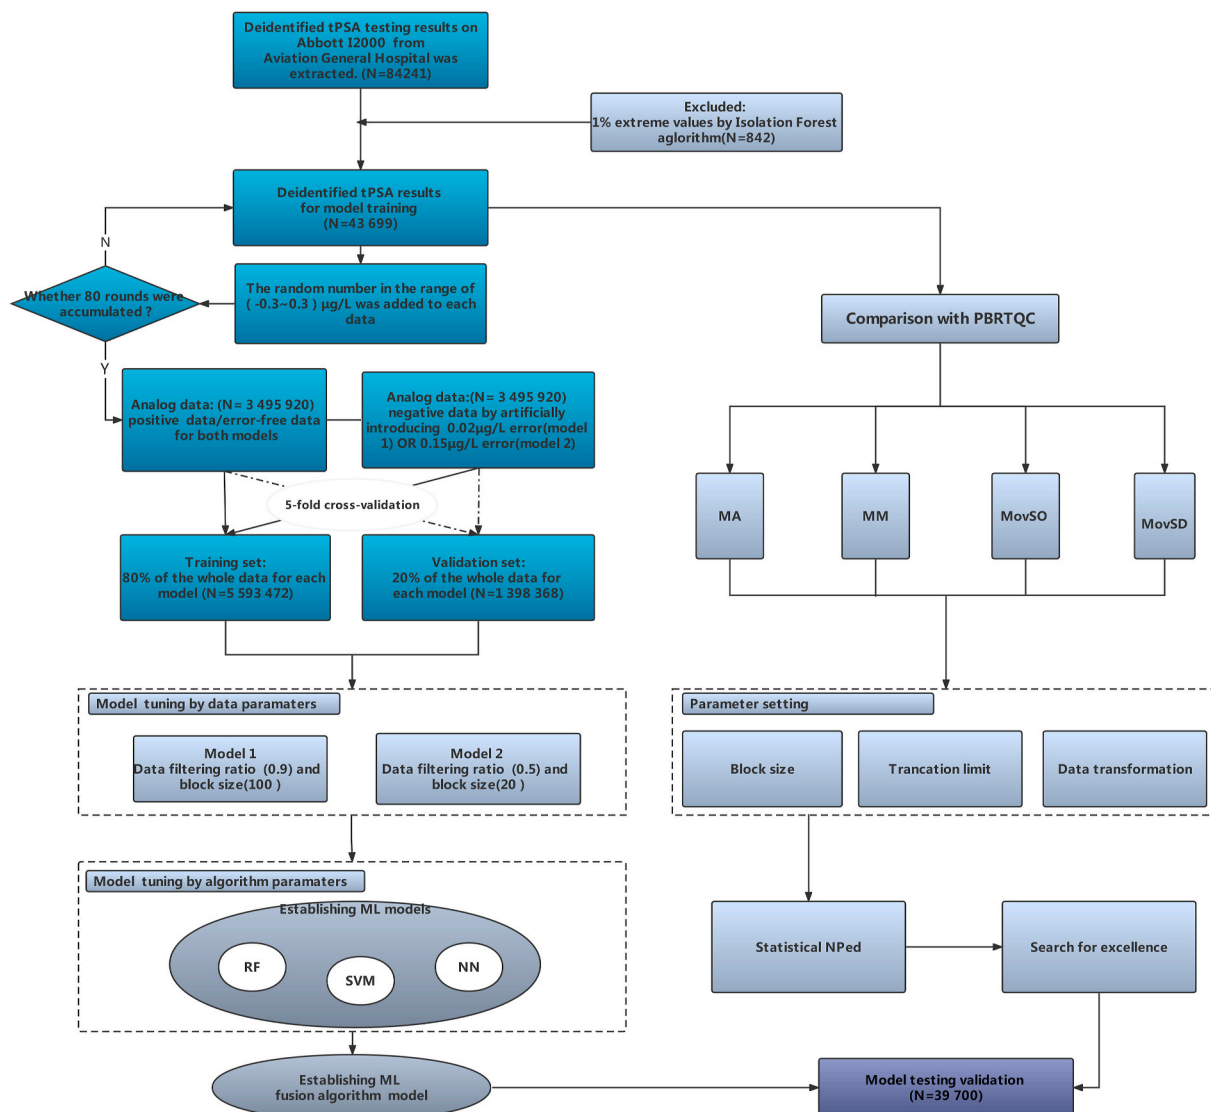 Deidentified tPSA testing results on
Abbott I2000 from
Aviation General Hospital was
extracted. (N=84241)
Excluded:
1% extreme values by Isolation Forest
aglorithm(N=842)
Deidentified tPSA results
for model training
(N=43 699)
N
The random number in the range of
( -0.3~0.3 ) µg/L was added to each
data
Whether 80 rounds were
accumulated ?
Y
Comparison with PBRTQC
Analog data: (N= 3 495 920)
positive data/error-free data
for both models
Analog data:(N= 3 495 920)
negative data by artificially
introducing 0.02µg/L error(model
1) OR 0.15µg/L error(model 2)
5-fold cross-validation
MA
MM
MovSO
MovSD
Training set:
80% of the whole data for each
model (N=5 593 472)
Validation set:
20% of the whole data for
each model (N=1 398 368)
Model tuning by data paramaters
Model 1
Data filtering ratio (0.9) and
block size(100 )
Model 2
Data filtering ratio (0.5) and
block size(20 )
Parameter setting
Block size
Trancation limit
Data transformation
Model tuning by algorithm paramaters
Establishing ML models
RF
SVM
NN
Statistical NPed
Search for excellence
Establishing ML
fusion algorithm model
Model testing validation
(N=39 700)